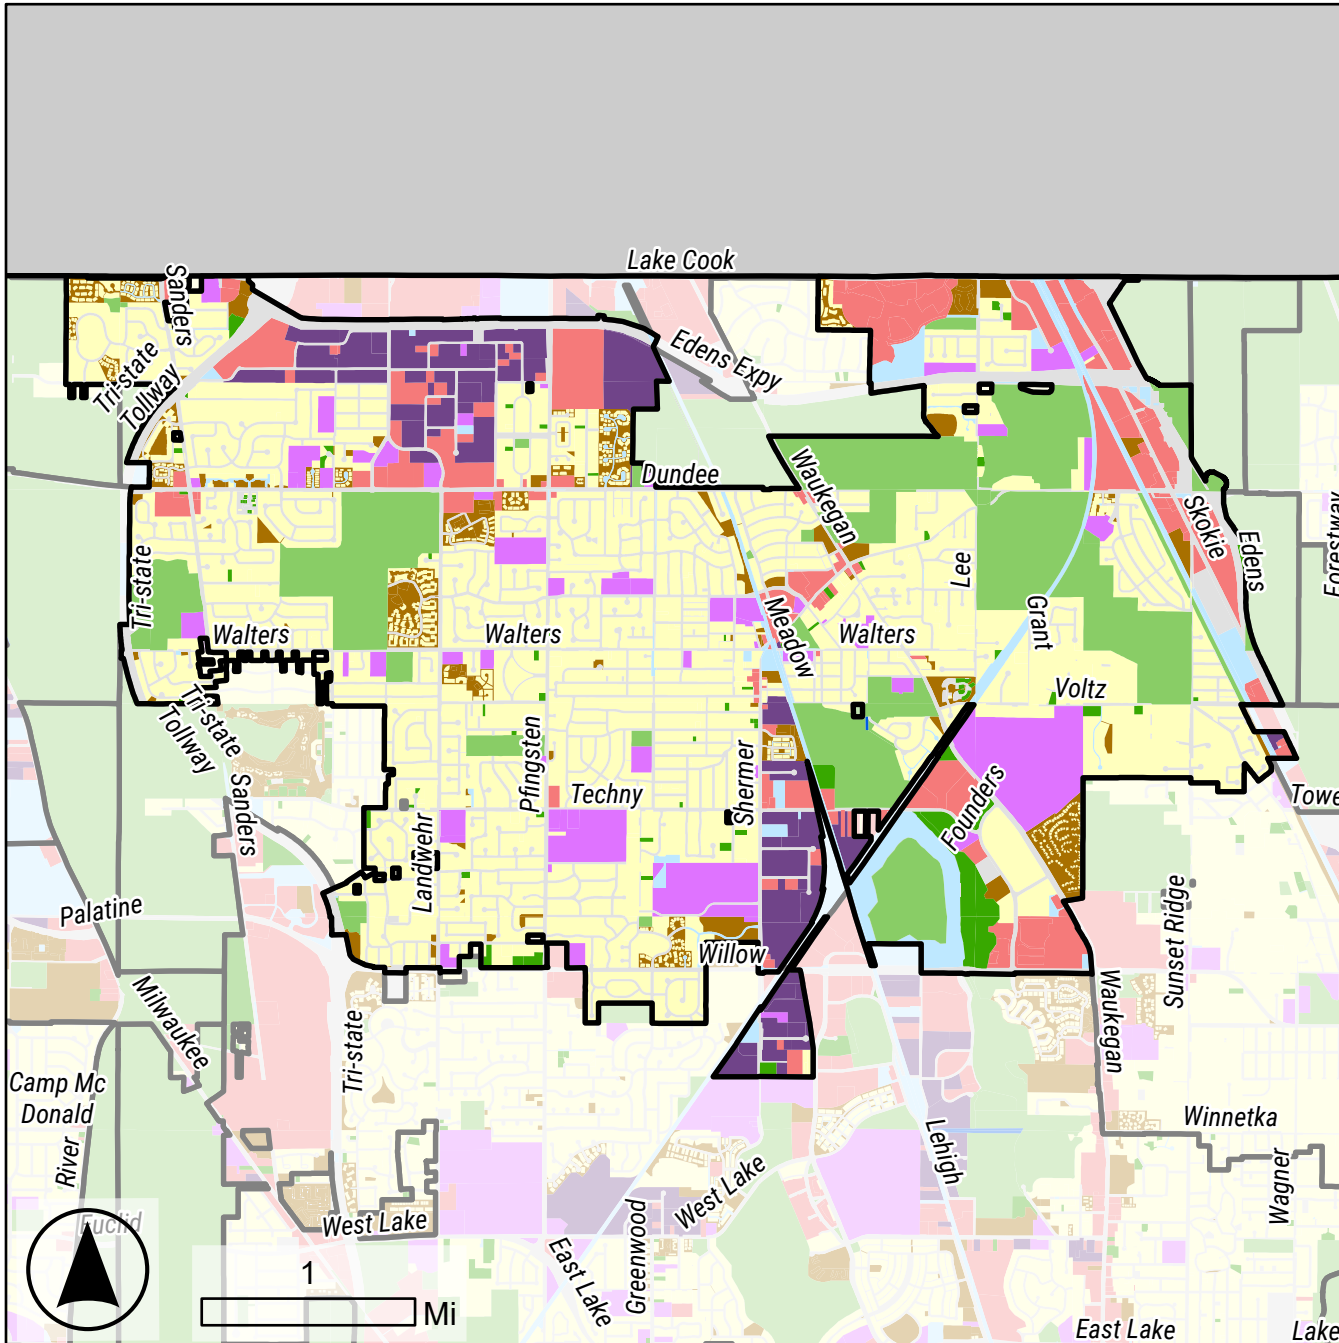 Lake Cook
Sanders
Edens Expy
Tri-state
Tollway
Dundee
Waukegan
Skokie
Edens
Forestway
Tri-state
Lee
Grant
Meadow
Walters
Walters
Walters
Voltz
Tri-state
Tollway
Sanders
Pfingsten
Shermer
Techny
Founders
Landwehr
Towe
Palatine
Willow
Sunset Ridge
Milwaukee
Tri-state
Waukegan
Camp Mc
Donald
River
Lehigh
Winnetka
Wagner
West Lake
Euclid
West Lake
East Lake
Greenwood
East Lake
Lake
1
Mi